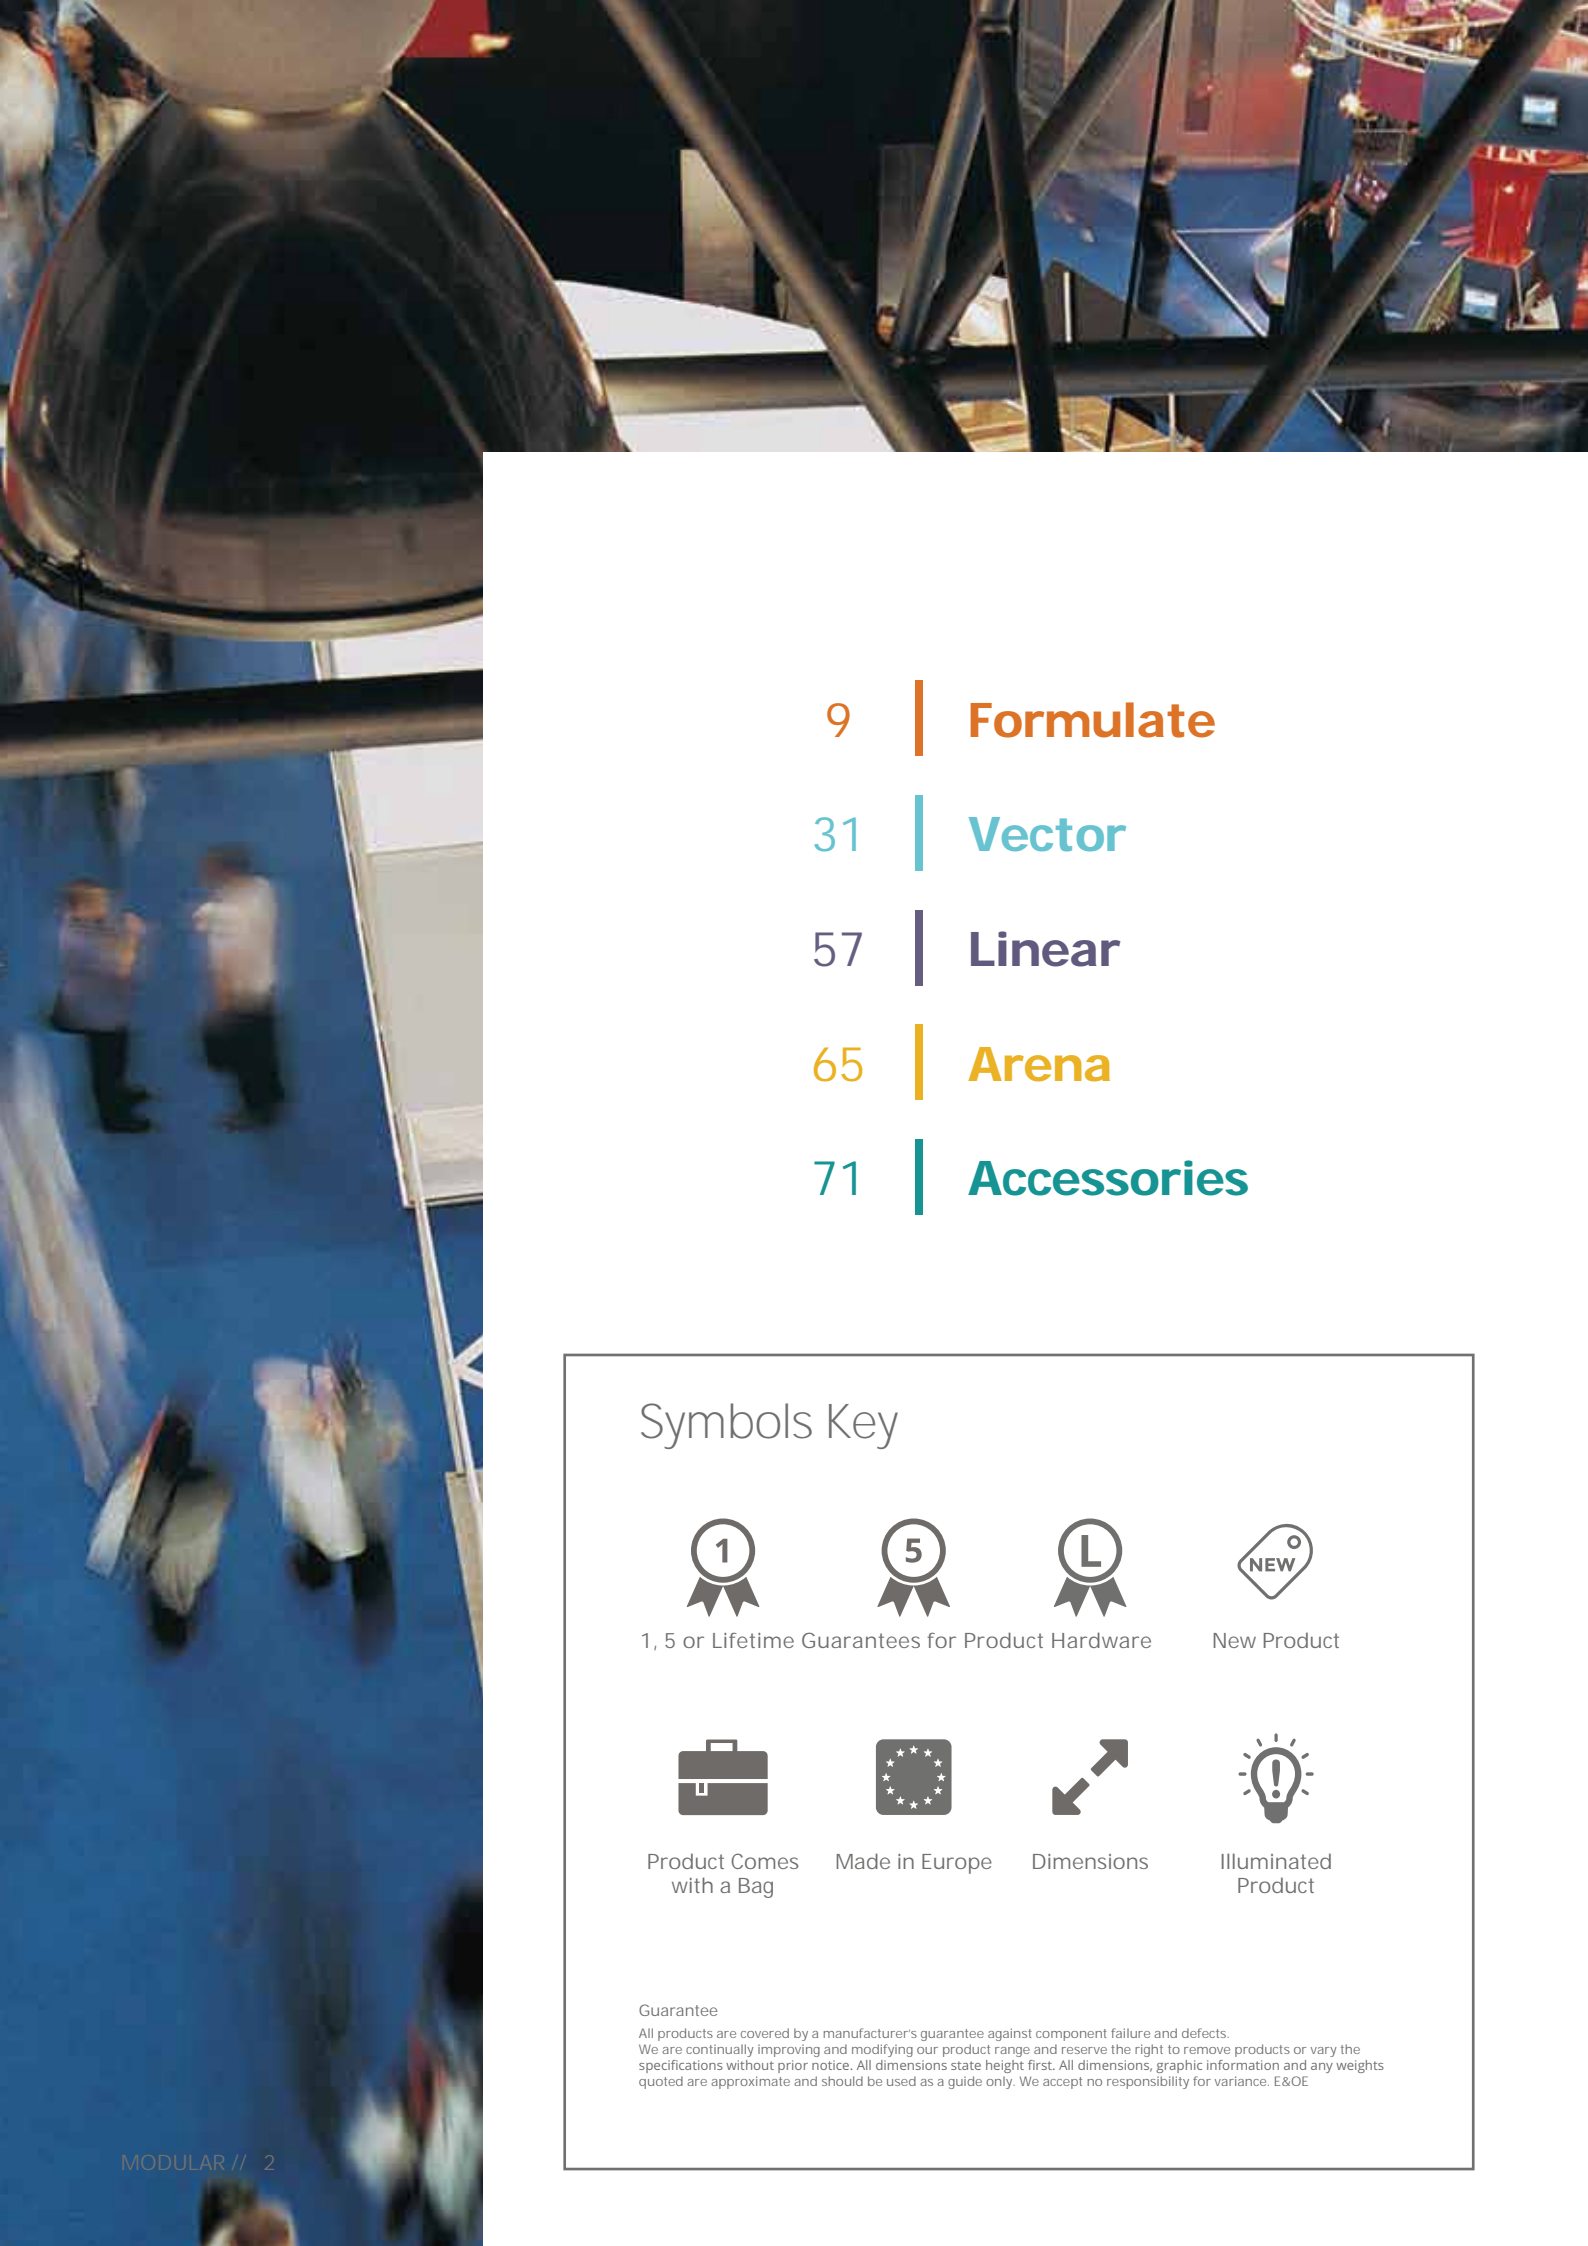 9 Formulate
31 Vector
57 Linear
65 Arena
71 Accessories
Symbols Key
1 5 L NEW
1, 5 or Lifetime Guarantees for Product Hardware New Product
Product Comes Made in Europe Dimensions Illuminated
with a Bag Product
Guarantee
All products are covered by a manufacturer's guarantee against component failure and defects.
We are continually improving and modifying our product range and reserve the right to remove products or vary the
specifications without prior notice. All dimensions state height first. All dimensions, graphic information and any weights
quoted are approximate and should be used as a guide only. We accept no responsibility for variance. E&OE
MODULAR // 2